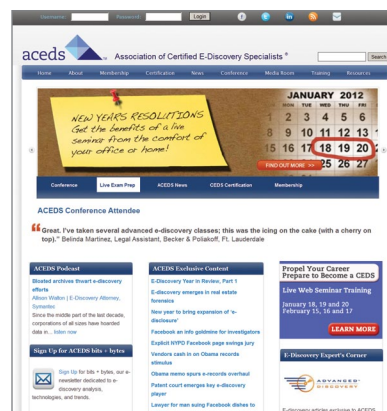 Username:
Password:
Login
aceds
Association of Certified E-Discovery Specialists
Search
Home About Membership Certification News Conference Media Room Training Resources
NEW YEARS RESOLUTIONS
Get the benefits of a live
seminar from the comfort of
your office or home!
JANUARY 2012
MON TUE WED THU FRI
1 2 3 4 5 6
8 9 10 11 12 13
15 16 17 18 19 20
25 26 27
FIND OUT MORE >>
Conference Live Exam Prep ACEDS News CEDS Certification Membership
ACEDS Conference Attendee
Great. I've taken several advanced e-discovery classes; this was the icing on the cake (with a cherry on
top)." Belinda Martinez, Legal Assistant, Becker & Poliakoff, Ft. Lauderdale
ACEDS Podcast
Bloated archives thwart e-discovery
efforts
Allison Walton | E-Discovery Attorney,
Symantec
Since the middle part of the last decade,
corporations of all sizes have hoarded
data in... listen now
Sign Up for ACEDS bits + bytes
Sign Up for bits + bytes, our e-
newsletter dedicated to e-
discovery analysis,
technologies, and trends.
ACEDS Exclusive Content
E-Discovery Year in Review, Part 1
E-discovery emerges in real estate
forensics
New year to bring expansion of 'e-
disclosure'
Facebook an info goldmine for investigators
Explicit NYPD Facebook page swings jury
Vendors cash in on Obama records
stimulus
Obama memo spurs e-records overhaul
Patent court emerges key e-discovery
player
Lawyer for man suing Facebook dishes to
Propel Your Career
Prepare to Become a CEDS
Live Web Seminar Training
January 18, 19 and 20
February 15, 16 and 17
LEARN MORE
E-Discovery Expert's Corner
ADVANCED
DISCOVERY
E-discovery articles exclusive to ACEDS